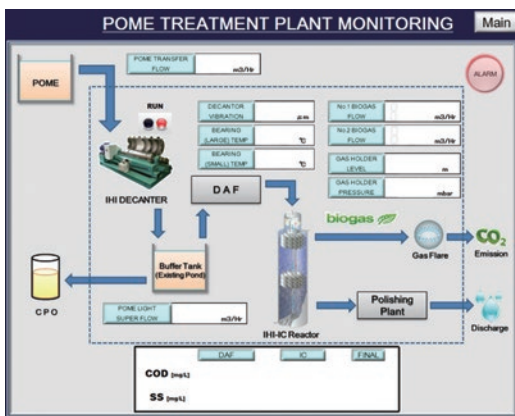 POME TREATMENT PLANT MONITORING
Main
POME
POME TRANSFER
FLOW
m3/Hr
ALARM
RUN
DECANTOR
VIBRATION
μm
BEARING
(LARGE) TEMP
℃
BEARING
(SMALL) TEMP
℃
No.1 BIOGAS
FLOW
m3/Hr
No.2 BIOGAS
FLOW
m3/Hr
GAS HOLDER
LEVEL
m
GAS HOLDER
PRESSURE
mbar
IHI DECANTER
DAF
biogas
CO2
Emission
Gas Flare
Buffer Tank
(Existing Pond)
CPO
POME LIGHT
SUPER FLOW
m3/Hr
IHI-IC Reactor
Polishing
Plant
Discharge
DAF
IC
FINAL
COD [mg/L]
SS [mg/L]